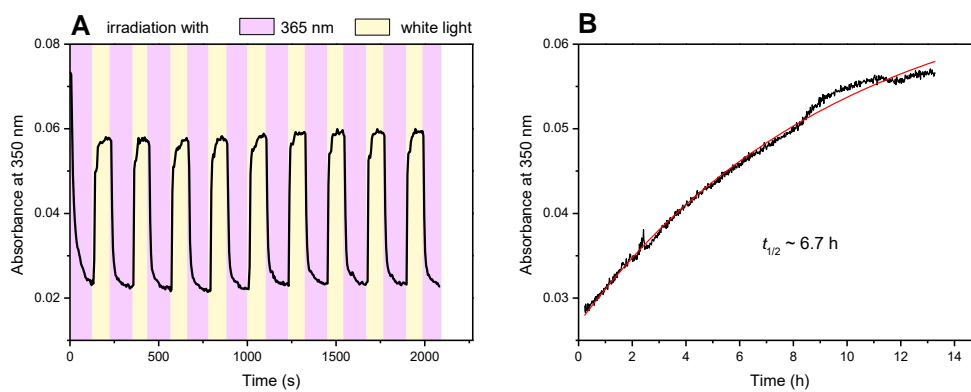 A irradiation with 365 nm white light
0.08
0.06
0.04
0.02
Absorbance at 350 nm
0 500 1000 1500 2000
Time (s)
B
0.06
0.05
0.04
0.03
Absorbance at 350 nm
t1/2 ~ 6.7 h
0 2 4 6 8 10 12 14
Time (h)